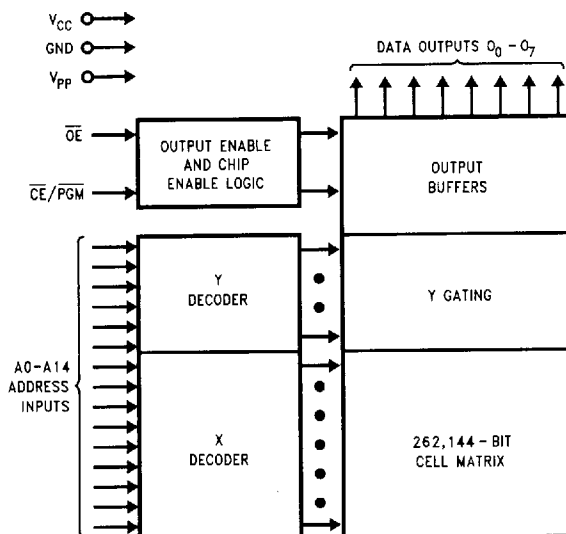 VCC
GND
VPP
DATA OUTPUTS O0 - O7
OE
CE/PGM
OUTPUT ENABLE
AND CHIP
ENABLE LOGIC
OUTPUT
BUFFERS
Y
DECODER
Y GATING
A0-A14
ADDRESS
INPUTS
X
DECODER
262,144-BIT
CELL MATRIX